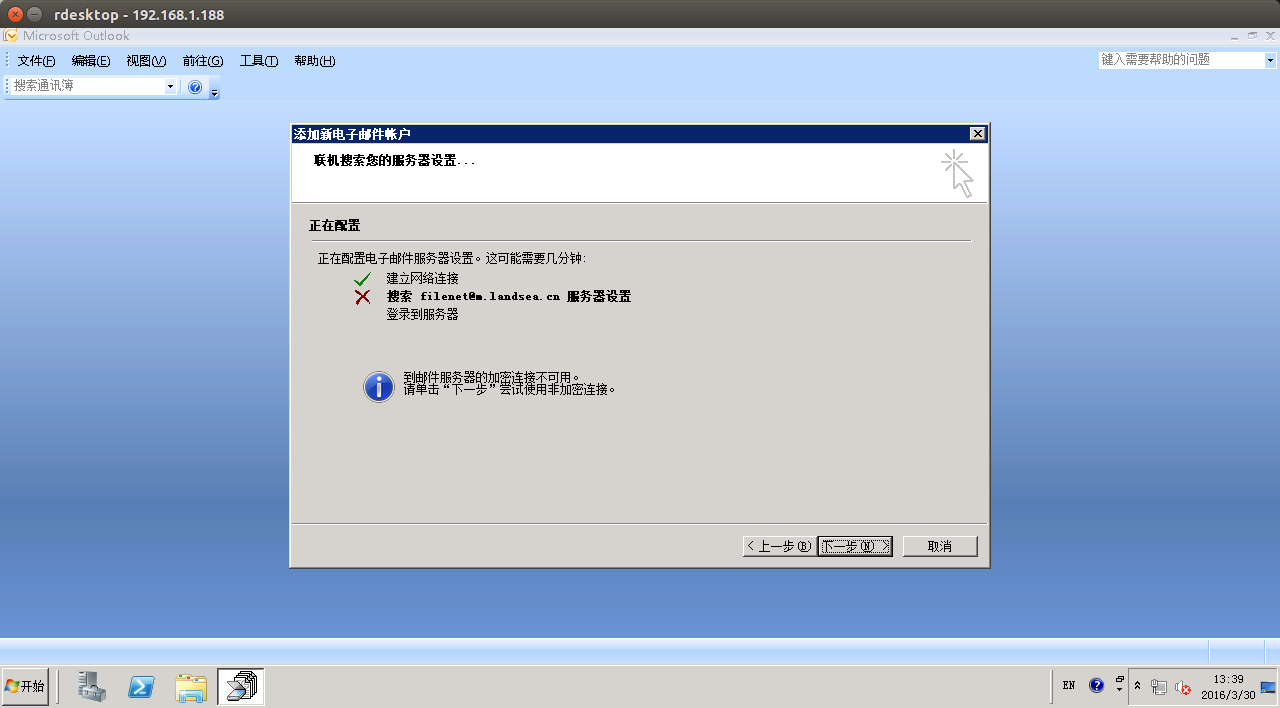 rdesktop - 192.168.1.188
Microsoft Outlook
文件(F) 编辑(E) 视图(V) 前往(G) 工具(T) 帮助(H)
键入需要帮助的问题
搜索通讯簿
添加新电子邮件帐户
联机搜索您的服务器设置...
正在配置
正在配置电子邮件服务器设置。这可能需要几分钟:
建立网络连接
搜索 filenet@m.landsea.cn 服务器设置
登录到服务器
到邮件服务器的加密连接不可用。
请单击“下一步”尝试使用非加密连接。
< 上一步(B) 下一步(N) > 取消
开始
EN
13:39
2016/3/30